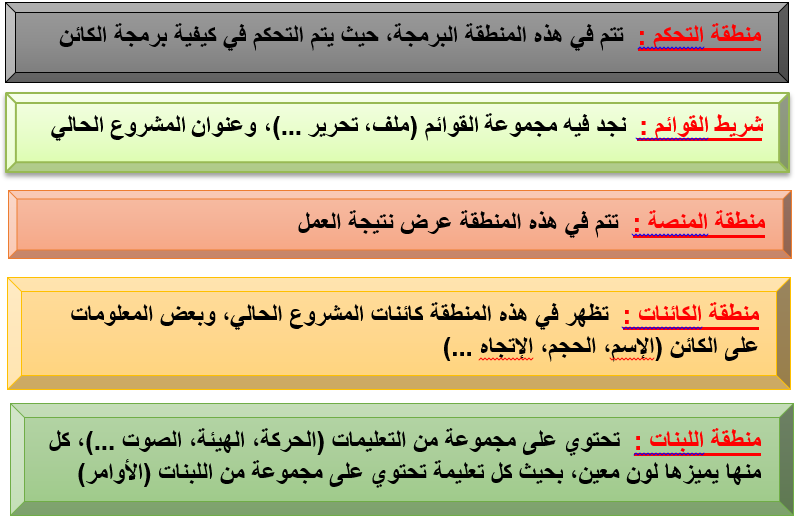 منطقة التحكم : تتم في هذه المنطقة البرمجة، حيث يتم التحكم في كيفية برمجة الكائن
شريط القوائم : نجد فيه مجموعة القوائم (ملف، تحرير ...)، وعنوان المشروع الحالي
منطقة المنصة : تتم في هذه المنطقة عرض نتيجة العمل
منطقة الكائنات : تظهر في هذه المنطقة كائنات المشروع الحالي، وبعض المعلومات
على الكائن (الإسم، الحجم، الإتجاه ...)
منطقة اللبنات : تحتوي على مجموعة من التعليمات (الحركة، الهيئة، الصوت ...)، كل
منها يميزها لون معين، بحيث كل تعليمة تحتوي على مجموعة من اللبنات (الأوامر)